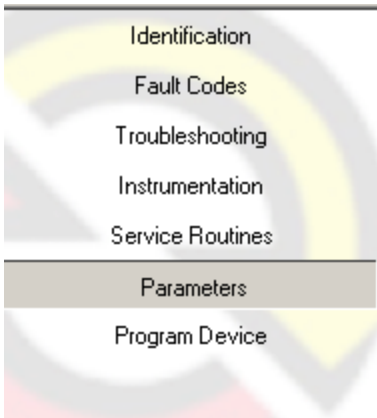 Identification
Fault Codes
Troubleshooting
Instrumentation
Service Routines
Parameters
Program Device